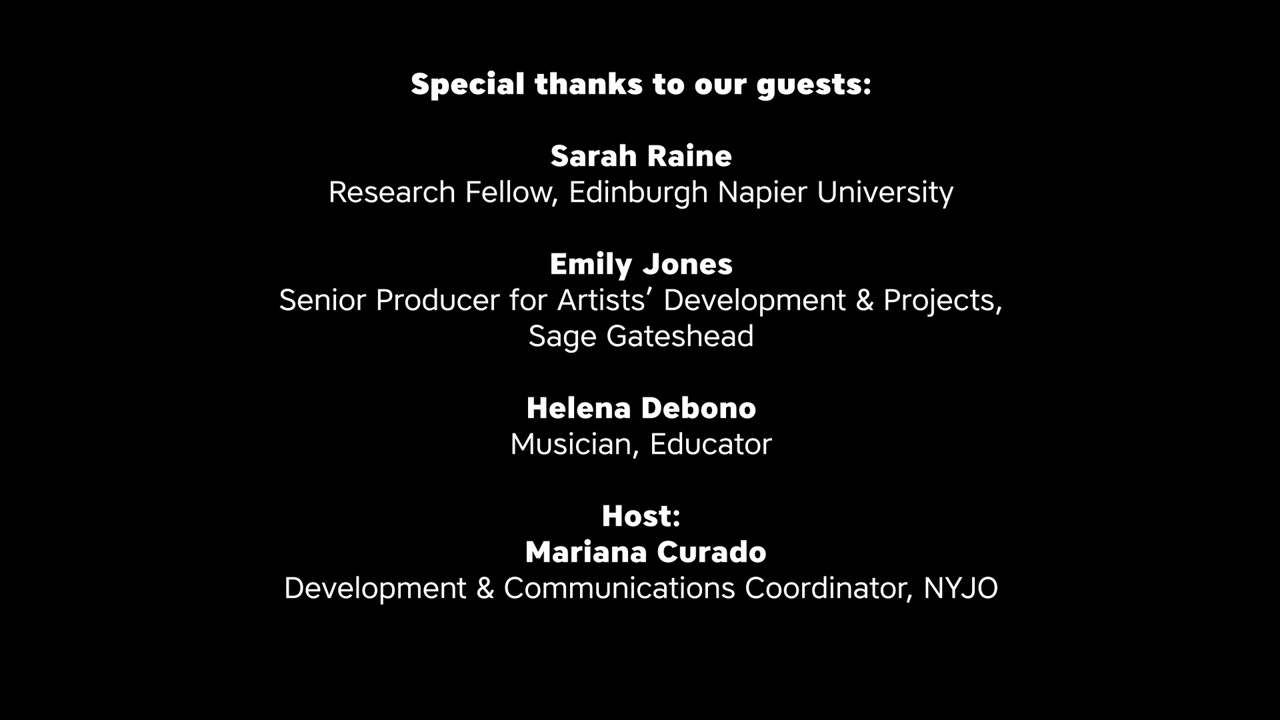 Special thanks to our guests:
Sarah Raine
Research Fellow, Edinburgh Napier University
Emily Jones
Senior Producer for Artists’ Development & Projects,
Sage Gateshead
Helena Debono
Musician, Educator
Host:
Mariana Curado
Development & Communications Coordinator, NYJO